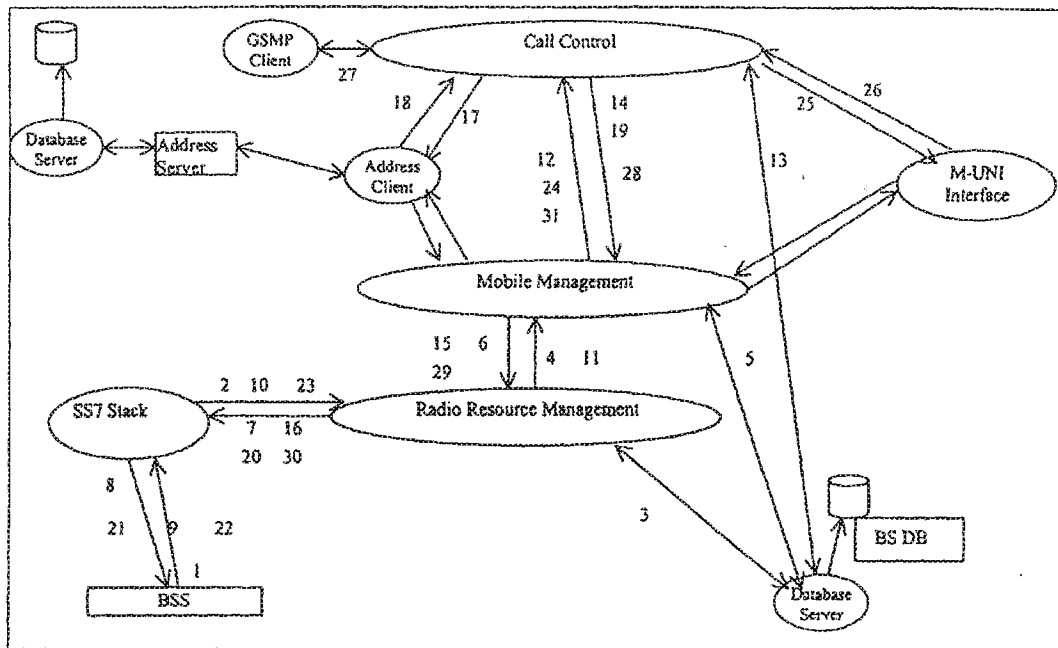 GSMP
Client
27
Call Control
18
17
14
19
12
24
31
28
13
25
26
Database
Server
Address
Server
Address
Client
M-UNI
Interface
Mobile Management
15 6
29
4 11
5
2 10 23
SS7 Stack
7 16
20 30
Radio Resource Management
8
21 9 22
1
BSS
3
BS DB
Database
Server